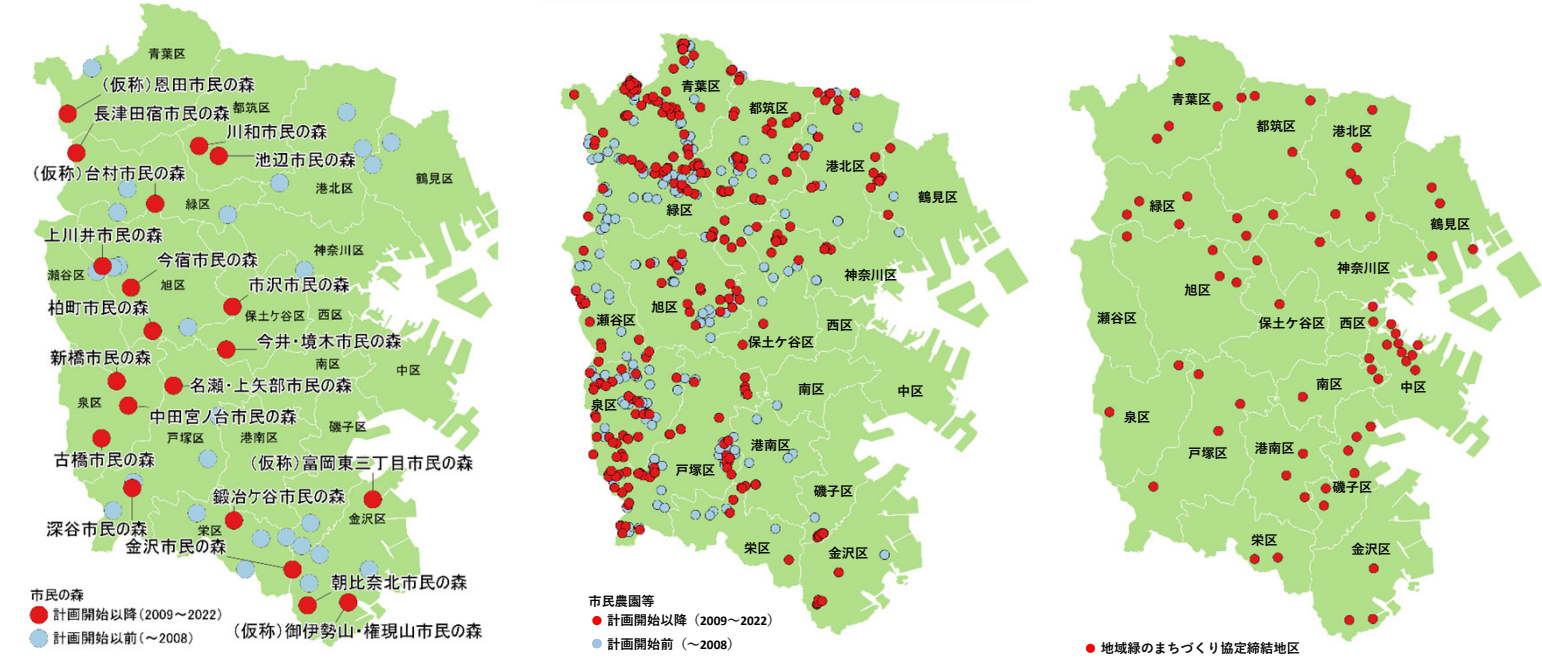 青葉区
（仮称）恩田市民の森
都筑区
長津田宿市民の森
川和市民の森
池辺市民の森
（仮称）台村市民の森
鶴見区
港北区
緑区
上川井市民の森
神奈川区
今宿市民の森
瀬谷区
旭区
市沢市民の森
柏町市民の森
保土ケ谷区
西区
今井・境木市民の森
新橋市民の森
南区
中区
名瀬・上矢部市民の森
泉区
中田宮ノ台市民の森
磯子区
戸塚区
港南区
古橋市民の森
（仮称）富岡東三丁目市民の森
鍛冶ケ谷市民の森
金沢区
深谷市民の森
栄区
金沢市民の森
朝比奈北市民の森
（仮称）御伊勢山・権現山市民の森
市民の森
計画開始以降（2009～2022）
計画開始以前（～2008）
青葉区
都筑区
港北区
鶴見区
緑区
神奈川区
旭区
瀬谷区
西区
保土ケ谷区
南区
中区
泉区
港南区
戸塚区
磯子区
栄区
金沢区
市民農園等
計画開始以降（2009～2022）
計画開始前（～2008）
青葉区
都筑区
港北区
緑区
鶴見区
神奈川区
旭区
瀬谷区
保土ケ谷区
西区
南区
中区
泉区
港南区
戸塚区
磯子区
栄区
金沢区
地域緑のまちづくり協定締結地区